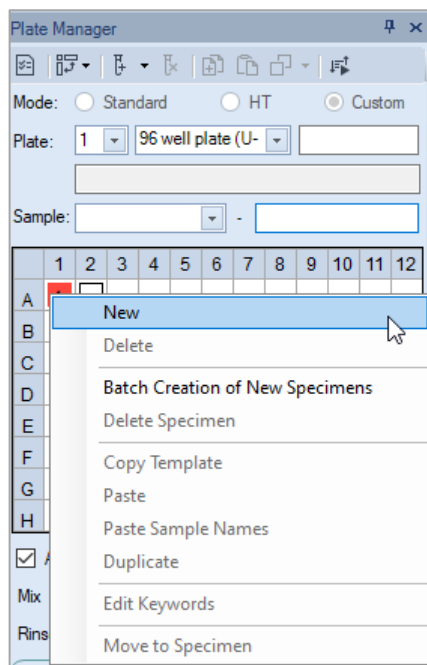 Plate Manager
Mode: Standard HT Custom
Plate: 1 96 well plate (U-
Sample: -
1 2 3 4 5 6 7 8 9 10 11 12
A
New
B
Delete
C
D
Batch Creation of New Specimens
E
Delete Specimen
F
Copy Template
G
Paste
H
Paste Sample Names
Duplicate
Mix
Edit Keywords
Rins
Move to Specimen